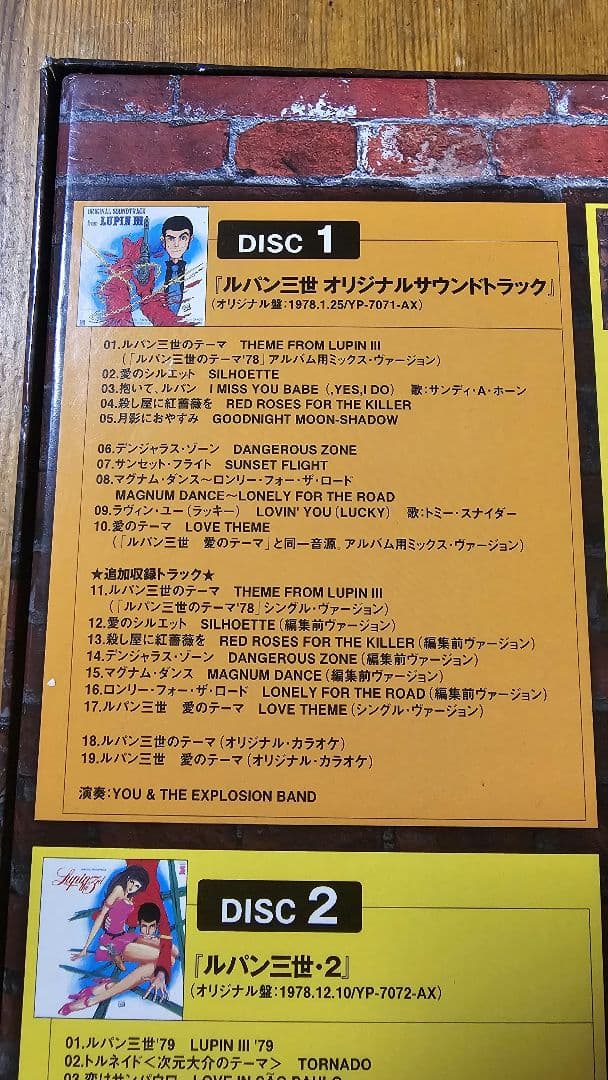 ORIGINAL SOUNDTRACK
from LUPIN III
DISC 1
『ルパン三世 オリジナルサウンドトラック』
(オリジナル盤:1978.1.25/YP-7071-AX)
01.ルパン三世のテーマ THEME FROM LUPIN III
(「ルパン三世のテーマ'78」アルバム用ミックス・ヴァージョン)
02.愛のシルエット SILHOETTE
03.抱いて、ルパン I MISS YOU BABE (,YES,I DO) 歌:サンディ・A・ホーン
04.殺し屋に紅薔薇を RED ROSES FOR THE KILLER
05.月影におやすみ GOODNIGHT MOON-SHADOW
06.デンジャラス・ゾーン DANGEROUS ZONE
07.サンセット・フライト SUNSET FLIGHT
08.マグナム・ダンス～ロンリー・フォー・ザ・ロード
MAGNUM DANCE～LONELY FOR THE ROAD
09.ラヴィン・ユー(ラッキー) LOVIN' YOU (LUCKY) 歌:トミー・スナイダー
10.愛のテーマ LOVE THEME
(「ルパン三世 愛のテーマ」と同一音源。アルバム用ミックス・ヴァージョン)
★追加収録トラック★
11.ルパン三世のテーマ THEME FROM LUPIN III
(「ルパン三世のテーマ'78」シングル・ヴァージョン)
12.愛のシルエット SILHOETTE(編集前ヴァージョン)
13.殺し屋に紅薔薇を RED ROSES FOR THE KILLER(編集前ヴァージョン)
14.デンジャラス・ゾーン DANGEROUS ZONE(編集前ヴァージョン)
15.マグナム・ダンス MAGNUM DANCE(編集前ヴァージョン)
16.ロンリー・フォー・ザ・ロード LONELY FOR THE ROAD(編集前ヴァージョン)
17.ルパン三世 愛のテーマ LOVE THEME(シングル・ヴァージョン)
18.ルパン三世のテーマ(オリジナル・カラオケ)
19.ルパン三世 愛のテーマ(オリジナル・カラオケ)
演奏:YOU & THE EXPLOSION BAND
Lupin the 3rd
DISC 2
『ルパン三世・2』
(オリジナル盤:1978.12.10/YP-7072-AX)
01.ルパン三世'79 LUPIN III '79
02.トルネイド＜次元大介のテーマ＞ TORNADO
03.恋はサンパウロ LOVE IN SÃO PAULO